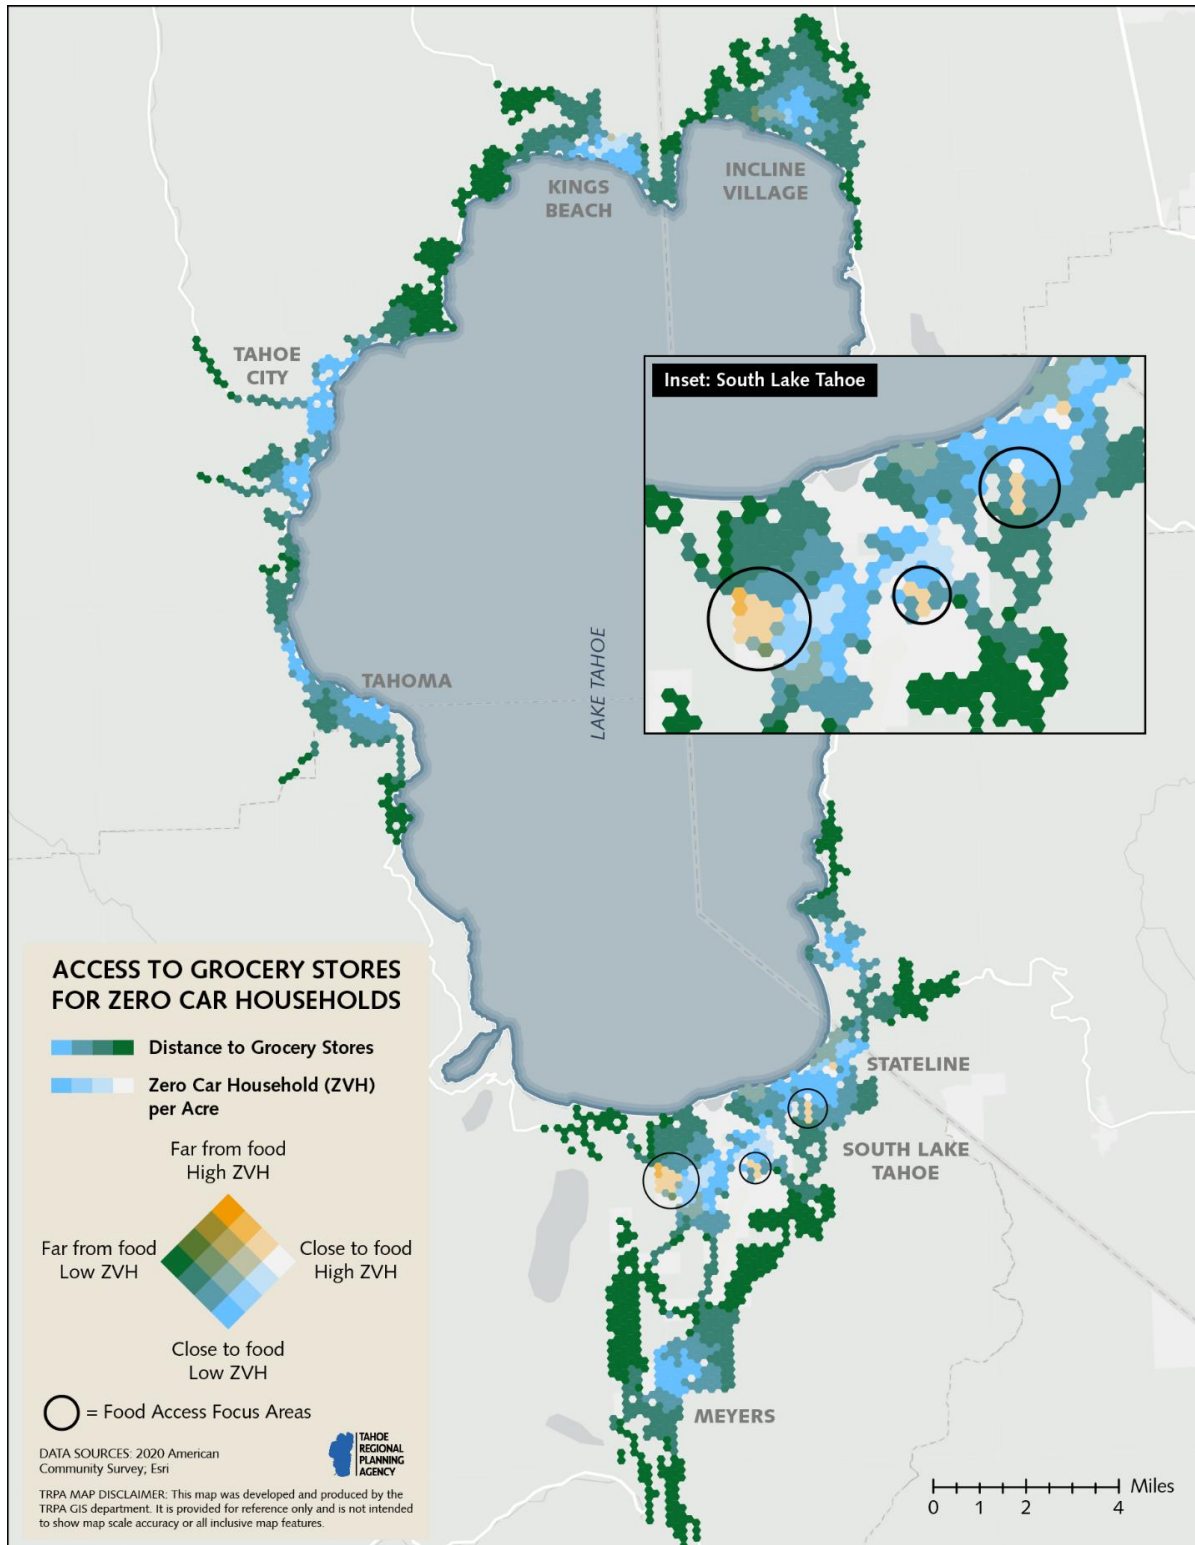 KINGS
BEACH
INCLINE
VILLAGE
TAHOE
CITY
Inset: South Lake Tahoe
LAKE TAHOE
TAHOMA
STATELINE
SOUTH LAKE
TAHOE
MEYERS
ACCESS TO GROCERY STORES
FOR ZERO CAR HOUSEHOLDS
Distance to Grocery Stores
Zero Car Household (ZVH)
per Acre
Far from food
High ZVH
Far from food
Low ZVH
Close to food
High ZVH
Close to food
Low ZVH
= Food Access Focus Areas
DATA SOURCES: 2020 American
Community Survey; Esri
TAHOE
REGIONAL
PLANNING
AGENCY
TRPA MAP DISCLAIMER: This map was developed and produced by the
TRPA GIS department. It is provided for reference only and is not intended
to show map scale accuracy or all inclusive map features.
Miles
0 1 2 4